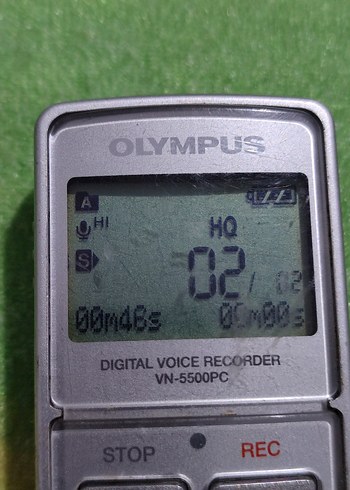 OLYMPUS
A
HI
HQ
S
02/ 02
00m48s 00m00s
DIGITAL VOICE RECORDER
VN-5500PC
STOP REC